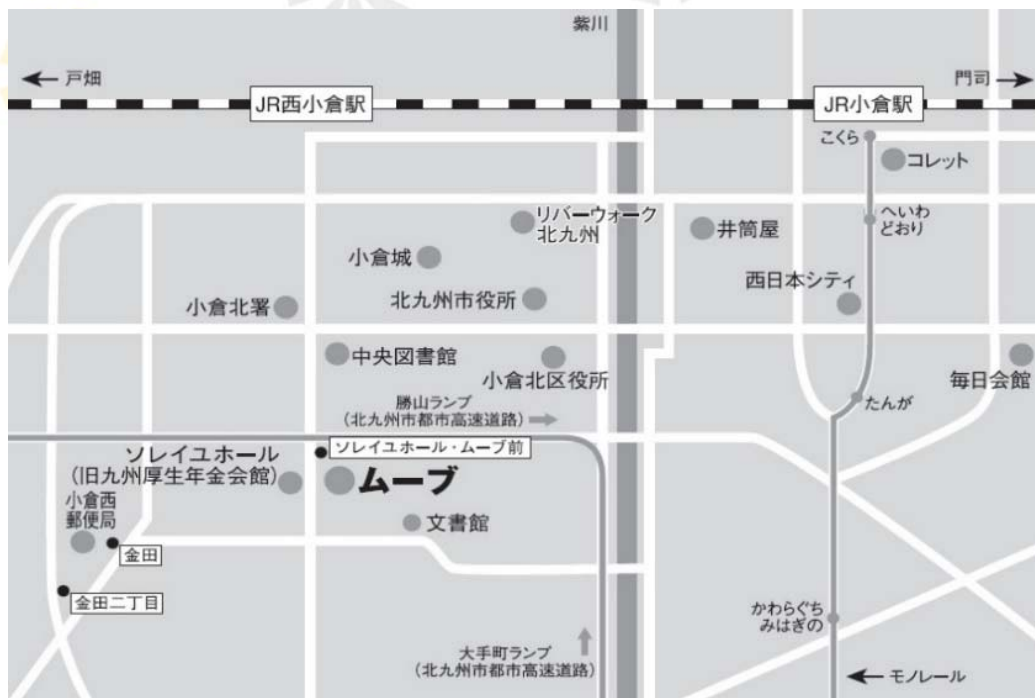 紫川
戸畑
門司
JR西小倉駅
JR小倉駅
こくら
コレット
リバーウォーク
北九州
井筒屋
へいわ
どおり
小倉城
西日本シティ
小倉北署
北九州市役所
中央図書館
小倉北区役所
毎日会館
勝山ランプ
(北九州市都市高速道路)
たんが
ソレイユホール・ムーブ前
ソレイユホール
(旧九州厚生年金会館)
ムーブ
小倉西
郵便局
文書館
金田
金田二丁目
かわらぐち
みはぎの
大手町ランプ
(北九州市都市高速道路)
モノレール